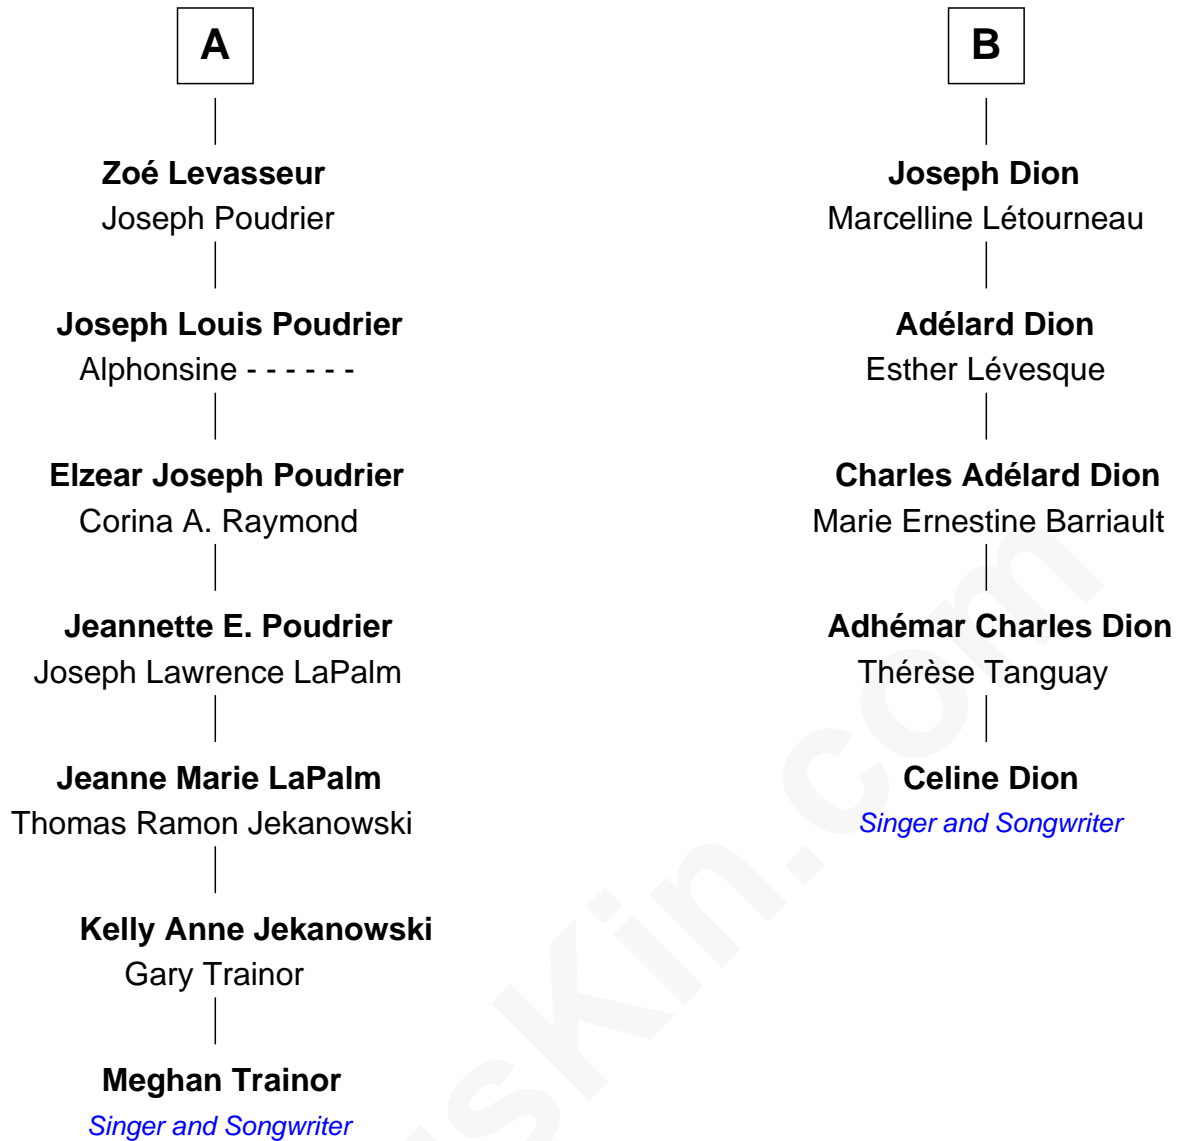 A
Zoé Levasseur
Joseph Poudrier
Joseph Louis Poudrier
Alphonsine - - - - - -
Elzear Joseph Poudrier
Corina A. Raymond
Jeannette E. Poudrier
Joseph Lawrence LaPalm
Jeanne Marie LaPalm
Thomas Ramon Jekanowski
Kelly Anne Jekanowski
Gary Trainor
Meghan Trainor
Singer and Songwriter
B
Joseph Dion
Marcelline Létourneau
Adélard Dion
Esther Lévesque
Charles Adélard Dion
Marie Ernestine Barriault
Adhémar Charles Dion
Thérèse Tanguay
Celine Dion
Singer and Songwriter